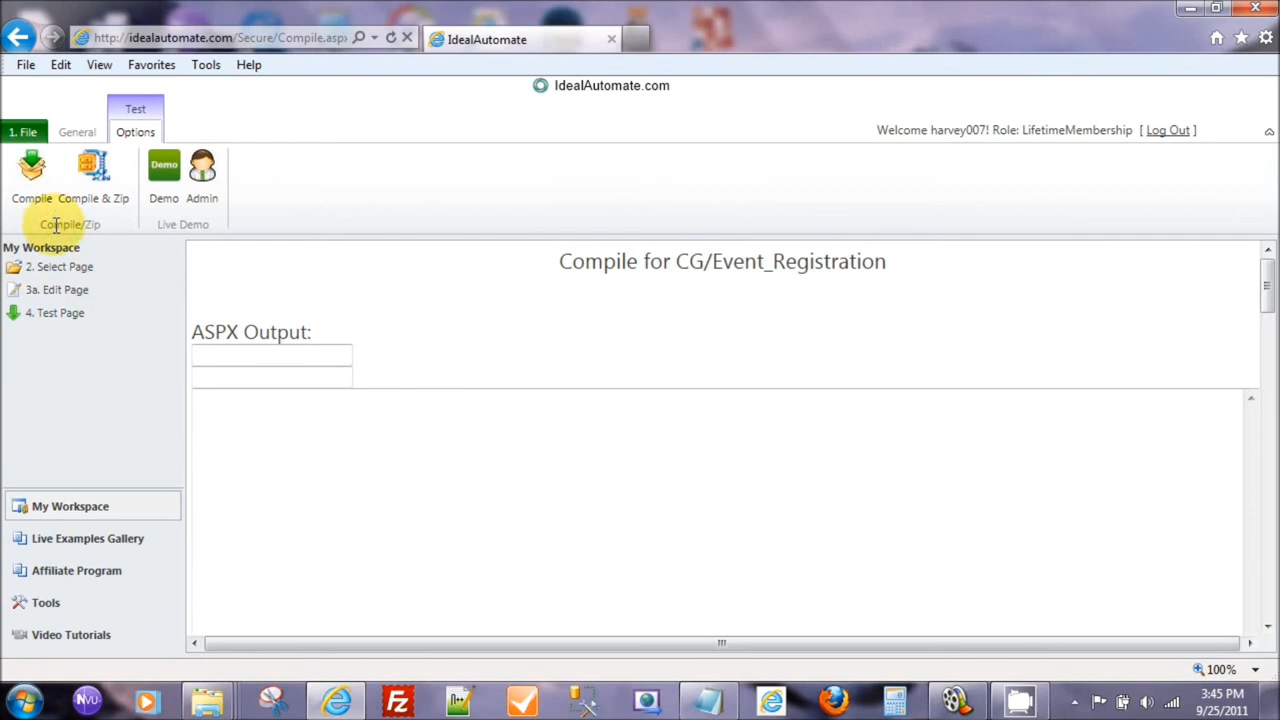 http://idealautomate.com/Secure/Compile.asp
IdealAutomate
File Edit View Favorites Tools Help
IdealAutomate.com
Test
1. File General Options
Welcome harvey007! Role: LifetimeMembership [ Log Out ]
Demo
Compile Compile & Zip Demo Admin
Compile/Zip Live Demo
My Workspace
2. Select Page
3a. Edit Page
4. Test Page
Compile for CG/Event_Registration
ASPX Output:
My Workspace
Live Examples Gallery
Affiliate Program
Tools
Video Tutorials
100%
NVU
FZ
3:45 PM
9/25/2011